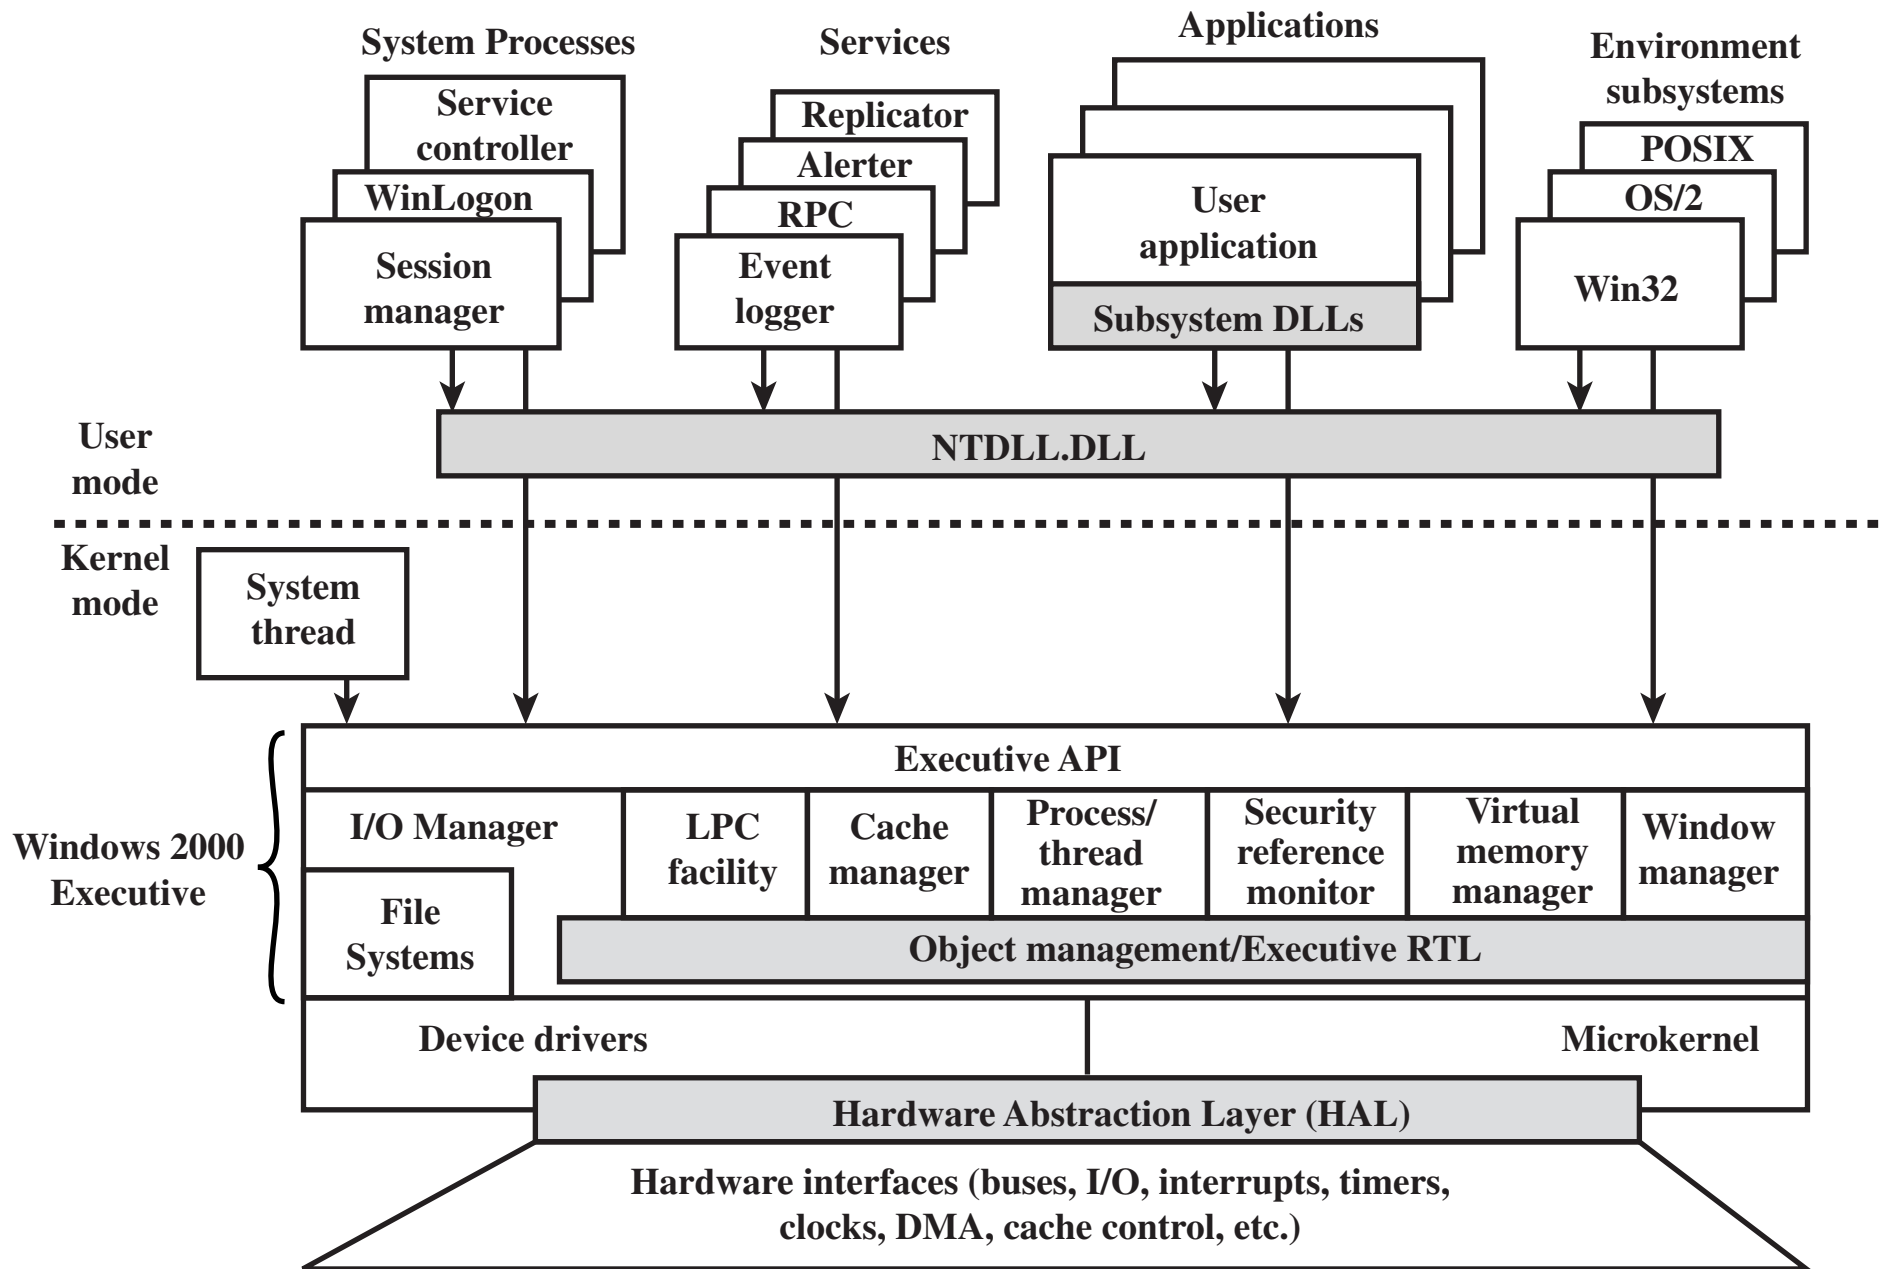 System Processes
Service
controller
WinLogon
Session
manager
Services
Replicator
Alerter
RPC
Event
logger
Applications
User
application
Subsystem DLLs
Environment
subsystems
POSIX
OS/2
Win32
NTDLL.DLL
User
mode
Kernel
mode
System
thread
Windows 2000
Executive
Executive API
I/O Manager
File
Systems
LPC
facility
Cache
manager
Process/
thread
manager
Security
reference
monitor
Virtual
memory
manager
Window
manager
Object management/Executive RTL
Device drivers
Microkernel
Hardware Abstraction Layer (HAL)
Hardware interfaces (buses, I/O, interrupts, timers,
clocks, DMA, cache control, etc.)